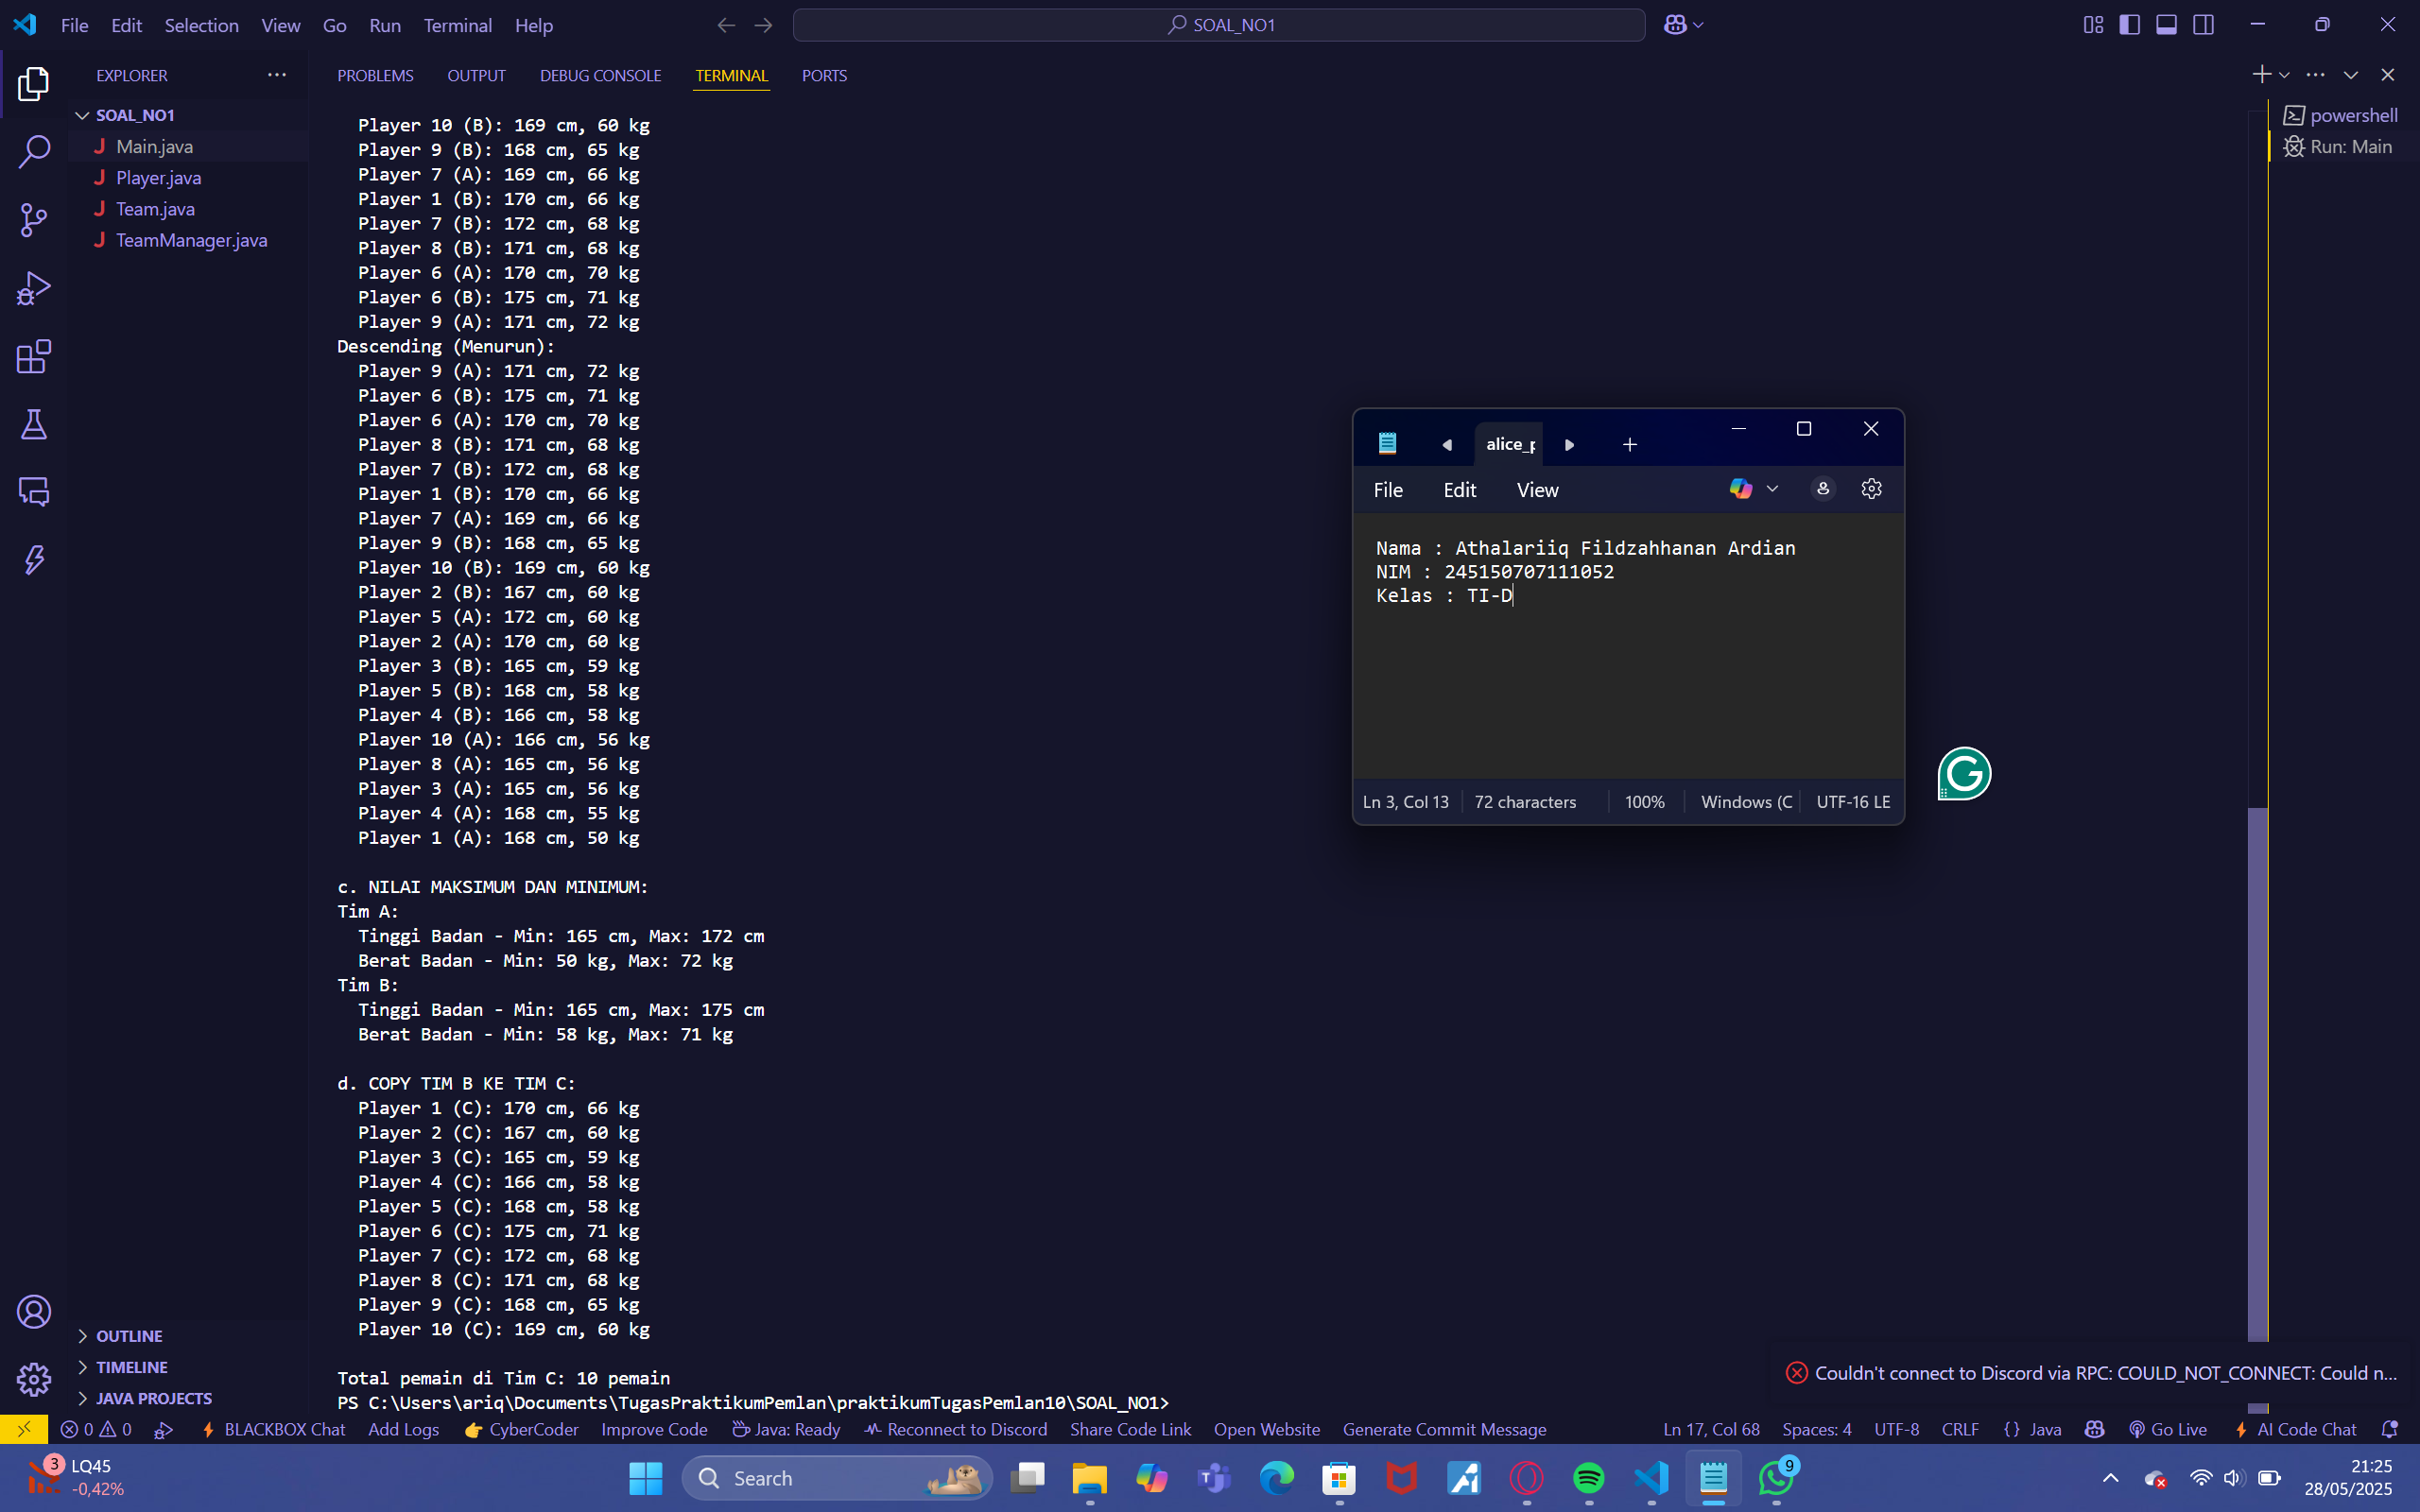 File Edit Selection View Go Run Terminal Help
SOAL_NO1
EXPLORER
SOAL_NO1
Main.java
Player.java
Team.java
TeamManager.java
OUTLINE
TIMELINE
JAVA PROJECTS
PROBLEMS OUTPUT DEBUG CONSOLE TERMINAL PORTS
powershell
Run: Main
Player 10 (B): 169 cm, 60 kg
Player 9 (B): 168 cm, 65 kg
Player 7 (A): 169 cm, 66 kg
Player 1 (B): 170 cm, 66 kg
Player 7 (B): 172 cm, 68 kg
Player 8 (B): 171 cm, 68 kg
Player 6 (A): 170 cm, 70 kg
Player 6 (B): 175 cm, 71 kg
Player 9 (A): 171 cm, 72 kg
Descending (Menurun):
Player 9 (A): 171 cm, 72 kg
Player 6 (B): 175 cm, 71 kg
Player 6 (A): 170 cm, 70 kg
Player 8 (B): 171 cm, 68 kg
Player 7 (B): 172 cm, 68 kg
Player 1 (B): 170 cm, 66 kg
Player 7 (A): 169 cm, 66 kg
Player 9 (B): 168 cm, 65 kg
Player 10 (B): 169 cm, 60 kg
Player 2 (B): 167 cm, 60 kg
Player 5 (A): 172 cm, 60 kg
Player 2 (A): 170 cm, 60 kg
Player 3 (B): 165 cm, 59 kg
Player 5 (B): 168 cm, 58 kg
Player 4 (B): 166 cm, 58 kg
Player 10 (A): 166 cm, 56 kg
Player 8 (A): 165 cm, 56 kg
Player 3 (A): 165 cm, 56 kg
Player 4 (A): 168 cm, 55 kg
Player 1 (A): 168 cm, 50 kg
c. NILAI MAKSIMUM DAN MINIMUM:
Tim A:
Tinggi Badan - Min: 165 cm, Max: 172 cm
Berat Badan - Min: 50 kg, Max: 72 kg
Tim B:
Tinggi Badan - Min: 165 cm, Max: 175 cm
Berat Badan - Min: 58 kg, Max: 71 kg
d. COPY TIM B KE TIM C:
Player 1 (C): 170 cm, 66 kg
Player 2 (C): 167 cm, 60 kg
Player 3 (C): 165 cm, 59 kg
Player 4 (C): 166 cm, 58 kg
Player 5 (C): 168 cm, 58 kg
Player 6 (C): 175 cm, 71 kg
Player 7 (C): 172 cm, 68 kg
Player 8 (C): 171 cm, 68 kg
Player 9 (C): 168 cm, 65 kg
Player 10 (C): 169 cm, 60 kg
Total pemain di Tim C: 10 pemain
PS C:\Users\ariq\Documents\TugasPraktikumPemlan\praktikumTugasPemlan10\SOAL_NO1>
alice_p
File Edit View
Nama : Athalariiq Fildzahhanan Ardian
NIM : 245150707111052
Kelas : TI-D
Ln 3, Col 13 72 characters 100% Windows (C UTF-16 LE
Couldn't connect to Discord via RPC: COULD_NOT_CONNECT: Could n...
0 0 BLACKBOX Chat Add Logs CyberCoder Improve Code Java: Ready Reconnect to Discord Share Code Link Open Website Generate Commit Message Ln 17, Col 68 Spaces: 4 UTF-8 CRLF {} Java Go Live AI Code Chat
3 LQ45
-0,42%
Search
9
21:25
28/05/2025